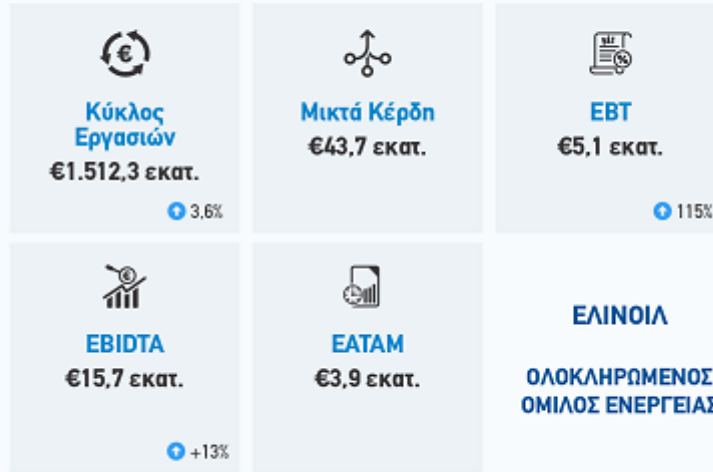 Κύκλος
Εργασιών
€1.512,3 εκατ.
3,6%
Μικτά Κέρδη
€43,7 εκατ.
EBT
€5,1 εκατ.
115%
EBIDTA
€15,7 εκατ.
+13%
EATAM
€3,9 εκατ.
ΕΛΙΝΟΙΛ
ΟΛΟΚΛΗΡΩΜΕΝΟΣ
ΟΜΙΛΟΣ ΕΝΕΡΓΕΙΑΣ